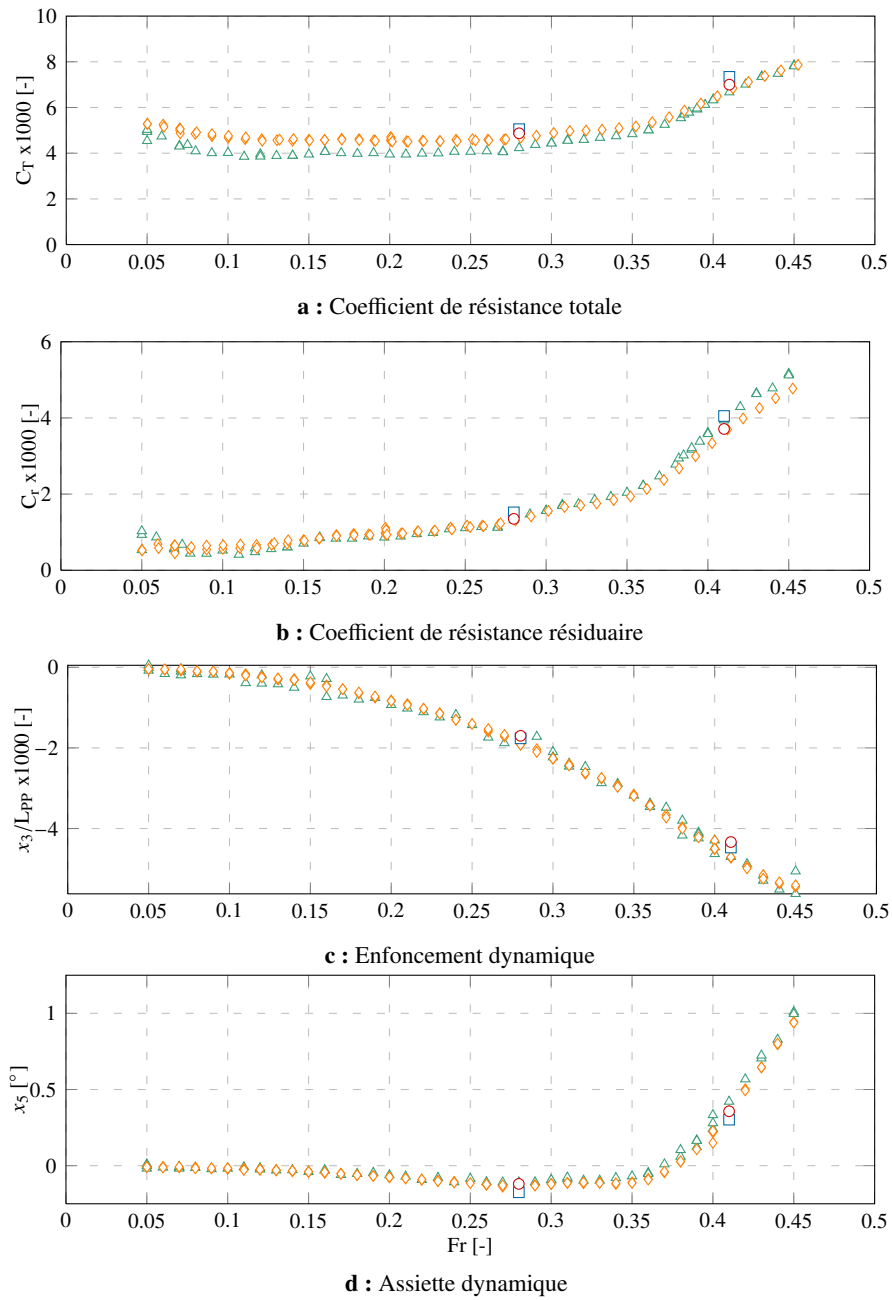 10
8
6
4
2
0
C_T x1000 [-]
0 0.05 0.1 0.15 0.2 0.25 0.3 0.35 0.4 0.45 0.5
a : Coefficient de résistance totale
6
4
2
0
C_r x1000 [-]
0 0.05 0.1 0.15 0.2 0.25 0.3 0.35 0.4 0.45 0.5
b : Coefficient de résistance résiduaire
0
−2
−4
x_3/L_PP x1000 [-]
0 0.05 0.1 0.15 0.2 0.25 0.3 0.35 0.4 0.45 0.5
c : Enfoncement dynamique
1
0.5
0
x_5 [°]
0 0.05 0.1 0.15 0.2 0.25 0.3 0.35 0.4 0.45 0.5
Fr [-]
d : Assiette dynamique